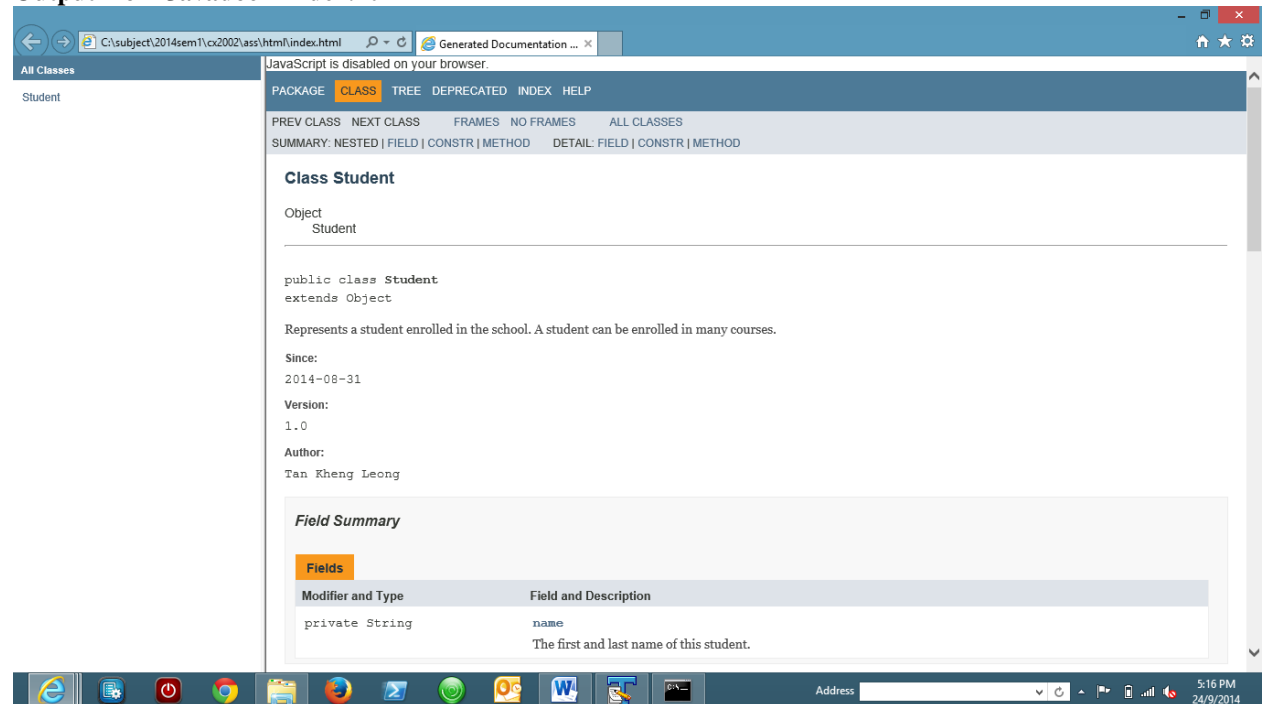 C:\subject\2014sem1\cx2002\ass\html\index.html
Generated Documentation ...
All Classes
Student
JavaScript is disabled on your browser.
PACKAGE CLASS TREE DEPRECATED INDEX HELP
PREV CLASS NEXT CLASS FRAMES NO FRAMES ALL CLASSES
SUMMARY: NESTED | FIELD | CONSTR | METHOD DETAIL: FIELD | CONSTR | METHOD
Class Student
Object
Student
public class Student
extends Object
Represents a student enrolled in the school. A student can be enrolled in many courses.
Since:
2014-08-31
Version:
1.0
Author:
Tan Kheng Leong
Field Summary
Fields
Modifier and Type Field and Description
private String name
The first and last name of this student.
Address
5:16 PM
24/9/2014